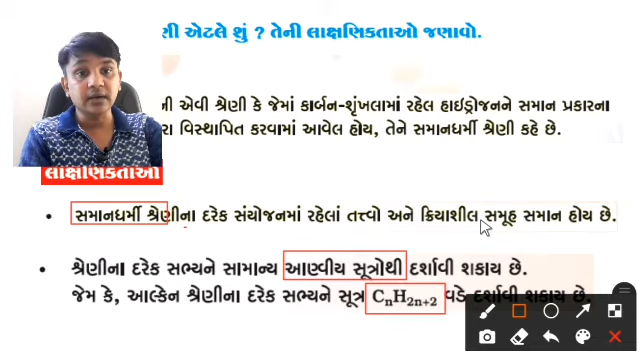 ણી એટલે શું ? તેની લાક્ષણિકતાઓ જણાવો.
ની એવી શ્રેણી કે જેમાં કાર્બન-શૃંખલામાં રહેલ હાઇડ્રોજનને સમાન પ્રકારના
રા વિસ્થાપિત કરવામાં આવેલ હોય, તેને સમાનધર્મી શ્રેણી કહે છે.
લાક્ષણિકતાઓ
• સમાનધર્મી શ્રેણીના દરેક સંયોજનમાં રહેલાં તત્ત્વો અને ક્રિયાશીલ સમૂહ સમાન હોય છે.
• શ્રેણીના દરેક સભ્યને સામાન્ય આણ્વીય સૂત્રોથી દર્શાવી શકાય છે.
જેમ કે, આલ્કેન શ્રેણીના દરેક સભ્યને સૂત્ર CₙH₂ₙ₊₂ વડે દર્શાવી શકાય છે.